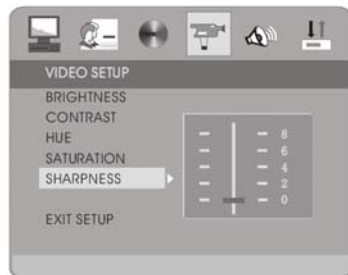 VIDEO SETUP
BRIGHTNESS
CONTRAST
HUE
SATURATION
SHARPNESS
EXIT SETUP
8
6
4
2
0